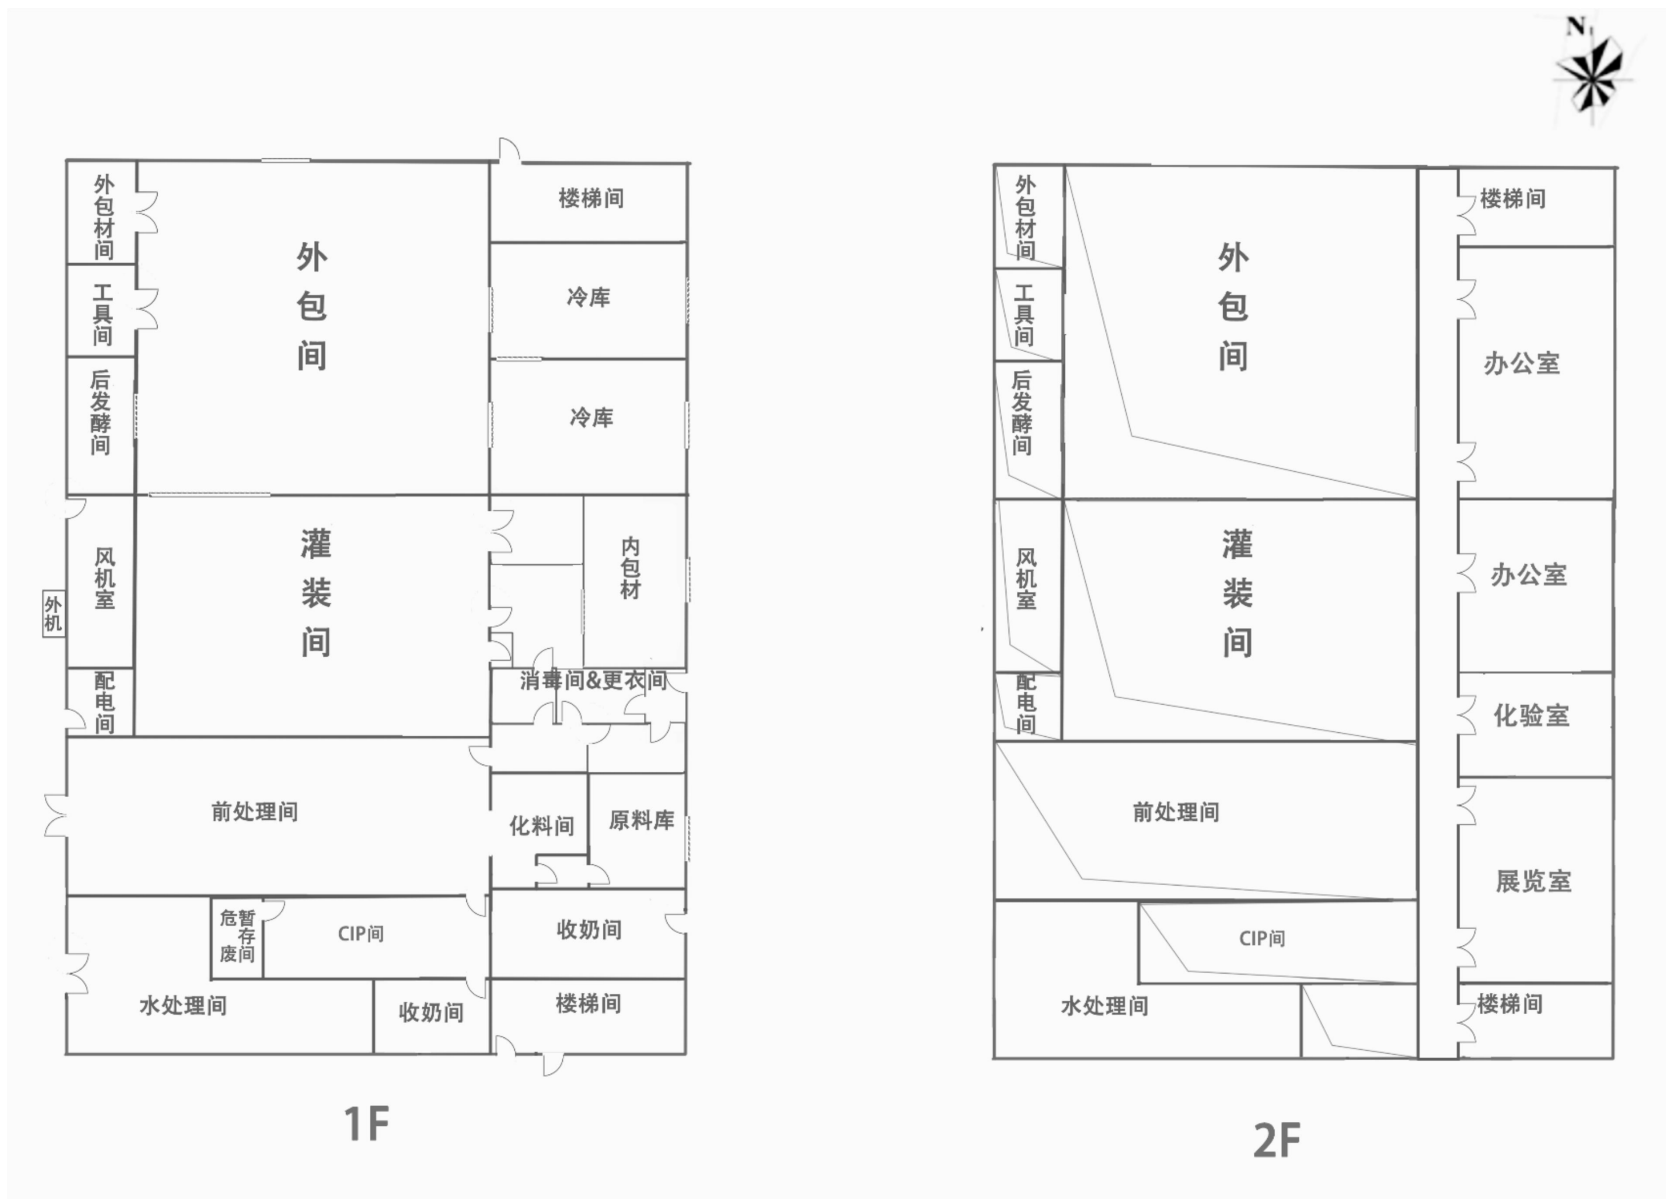 N
外包材间
外包间
楼梯间
工具间
冷库
后发酵间
冷库
风机室
灌装间
内包材
外机
配电间
消毒间&更衣间
前处理间
化料间
原料库
危废
暂存间
CIP间
收奶间
水处理间
收奶间
楼梯间
1F
外包材间
外包间
楼梯间
工具间
办公室
后发酵间
风机室
灌装间
办公室
配电间
化验室
前处理间
展览室
CIP间
水处理间
楼梯间
2F